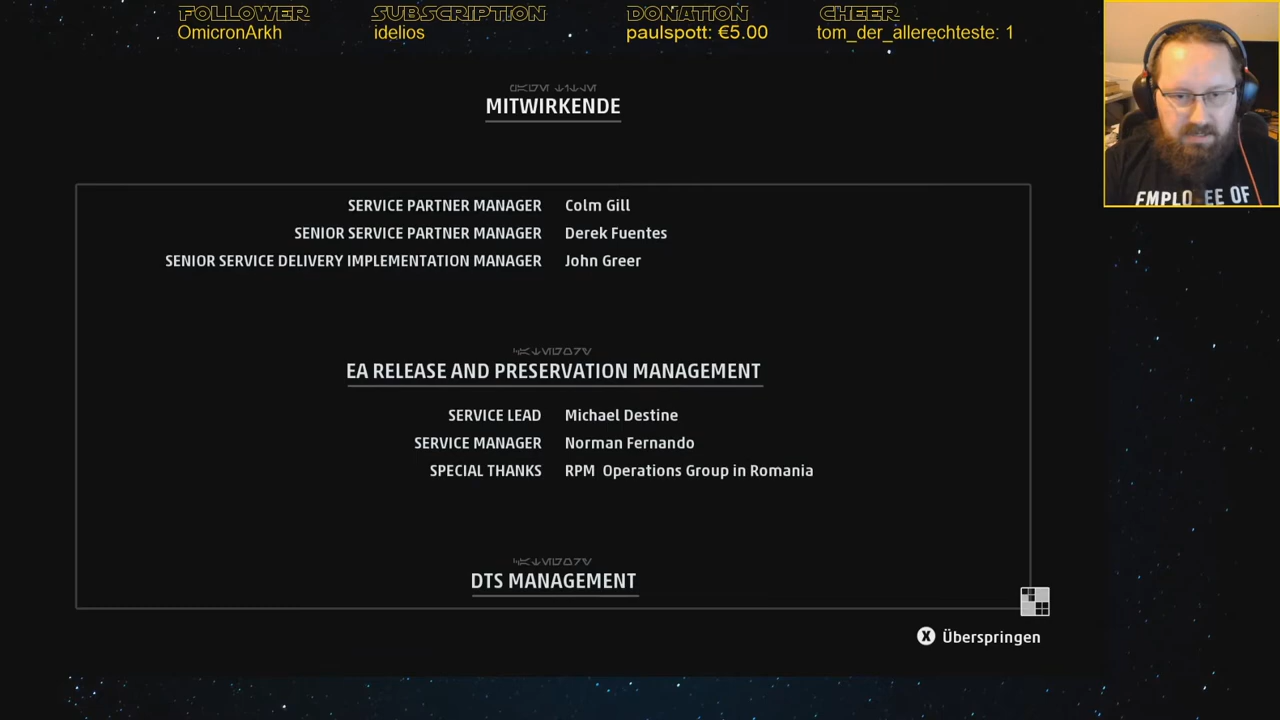 FOLLOWER SUBSCRIPTION DONATION CHEER
OmicronArkh idelios paulspott: €5.00 tom_der_allerechteste: 1
MITWIRKENDE
SERVICE PARTNER MANAGER Colm Gill
SENIOR SERVICE PARTNER MANAGER Derek Fuentes
SENIOR SERVICE DELIVERY IMPLEMENTATION MANAGER John Greer
EA RELEASE AND PRESERVATION MANAGEMENT
SERVICE LEAD Michael Destine
SERVICE MANAGER Norman Fernando
SPECIAL THANKS RPM Operations Group in Romania
DTS MANAGEMENT
X Überspringen
EMPLOYEE OF